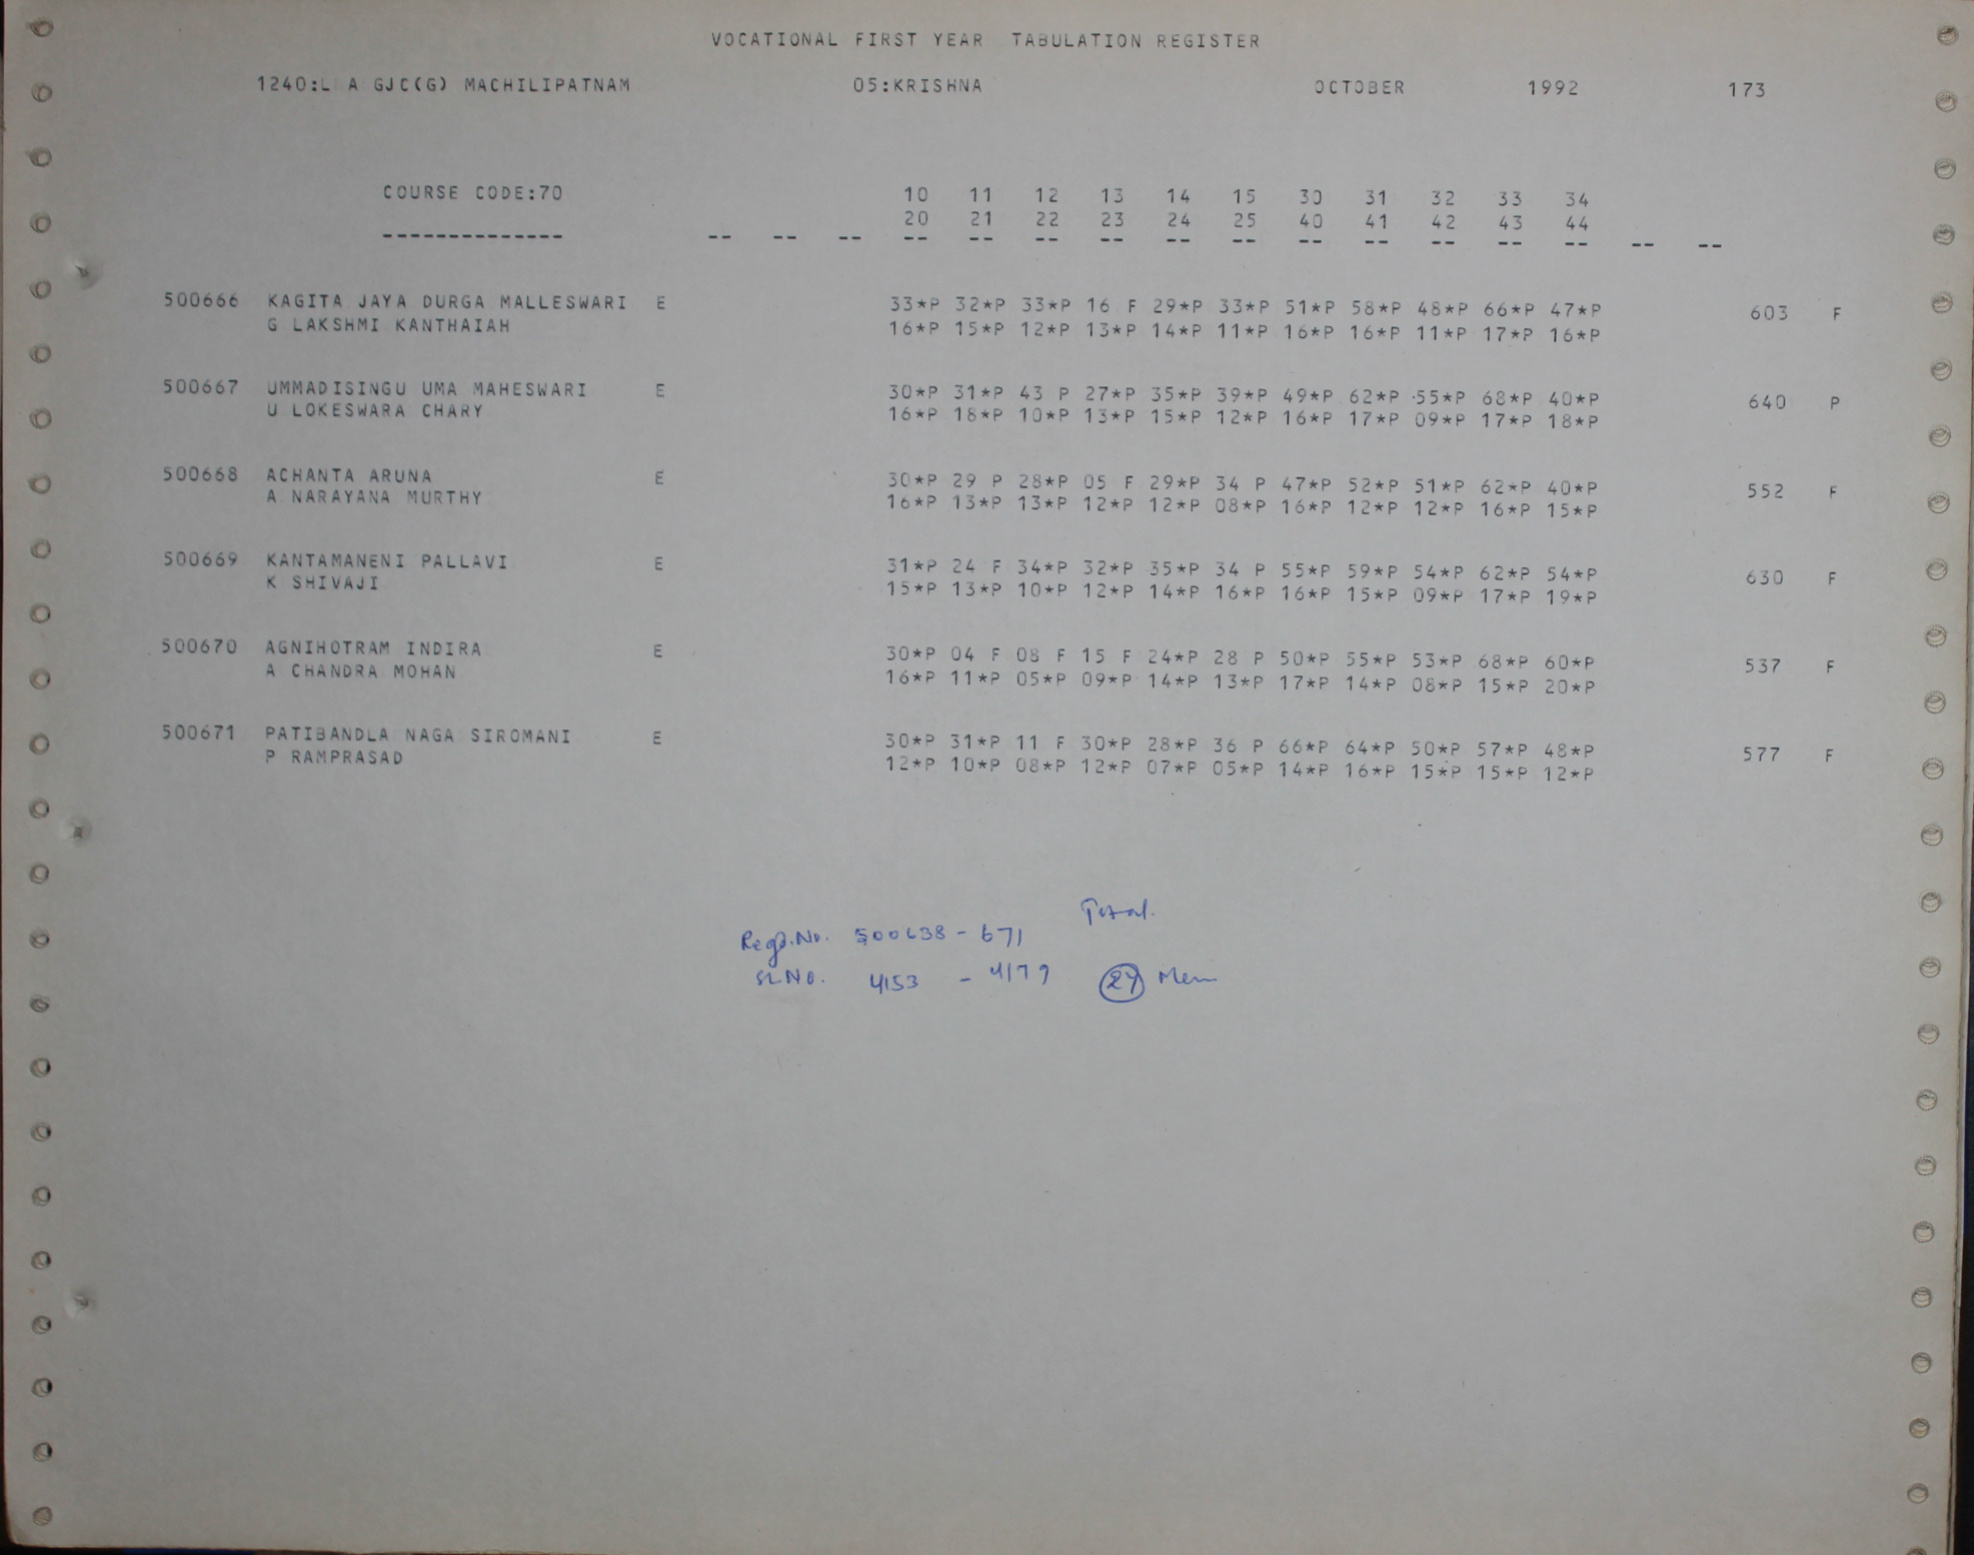 VOCATIONAL FIRST YEAR TABULATION REGISTER
1240:L A GJC(G) MACHILIPATNAM 05:KRISHNA OCTOBER 1992 173
COURSE CODE:70 10 11 12 13 14 15 30 31 32 33 34
20 21 22 23 24 25 40 41 42 43 44
-------------- -- -- -- -- -- -- -- -- -- -- -- -- -- -- -- --
500666 KAGITA JAYA DURGA MALLESWARI E 33*P 32*P 33*P 16 F 29*P 33*P 51*P 58*P 48*P 66*P 47*P 603 F
G LAKSHMI KANTHAIAH 16*P 15*P 12*P 13*P 14*P 11*P 16*P 16*P 11*P 17*P 16*P
500667 UMMADISINGU UMA MAHESWARI E 30*P 31*P 43 P 27*P 35*P 39*P 49*P 62*P 55*P 68*P 40*P 640 P
U LOKESWARA CHARY 16*P 18*P 10*P 13*P 15*P 12*P 16*P 17*P 09*P 17*P 18*P
500668 ACHANTA ARUNA E 30*P 29 P 28*P 05 F 29*P 34 P 47*P 52*P 51*P 62*P 40*P 552 F
A NARAYANA MURTHY 16*P 13*P 13*P 12*P 12*P 08*P 16*P 12*P 12*P 16*P 15*P
500669 KANTAMANENI PALLAVI E 31*P 24 F 34*P 32*P 35*P 34 P 55*P 59*P 54*P 62*P 54*P 630 F
K SHIVAJI 15*P 13*P 10*P 12*P 14*P 16*P 16*P 15*P 09*P 17*P 19*P
500670 AGNIHOTRAM INDIRA E 30*P 04 F 08 F 15 F 24*P 28 P 50*P 55*P 53*P 68*P 60*P 537 F
A CHANDRA MOHAN 16*P 11*P 05*P 09*P 14*P 13*P 17*P 14*P 08*P 15*P 20*P
500671 PATIBANDLA NAGA SIROMANI E 30*P 31*P 11 F 30*P 28*P 36 P 66*P 64*P 50*P 57*P 48*P 577 F
P RAMPRASAD 12*P 10*P 08*P 12*P 07*P 05*P 14*P 16*P 15*P 15*P 12*P
Total.
Regd.No. 500638 - 671
SL.No. 4153 - 4179